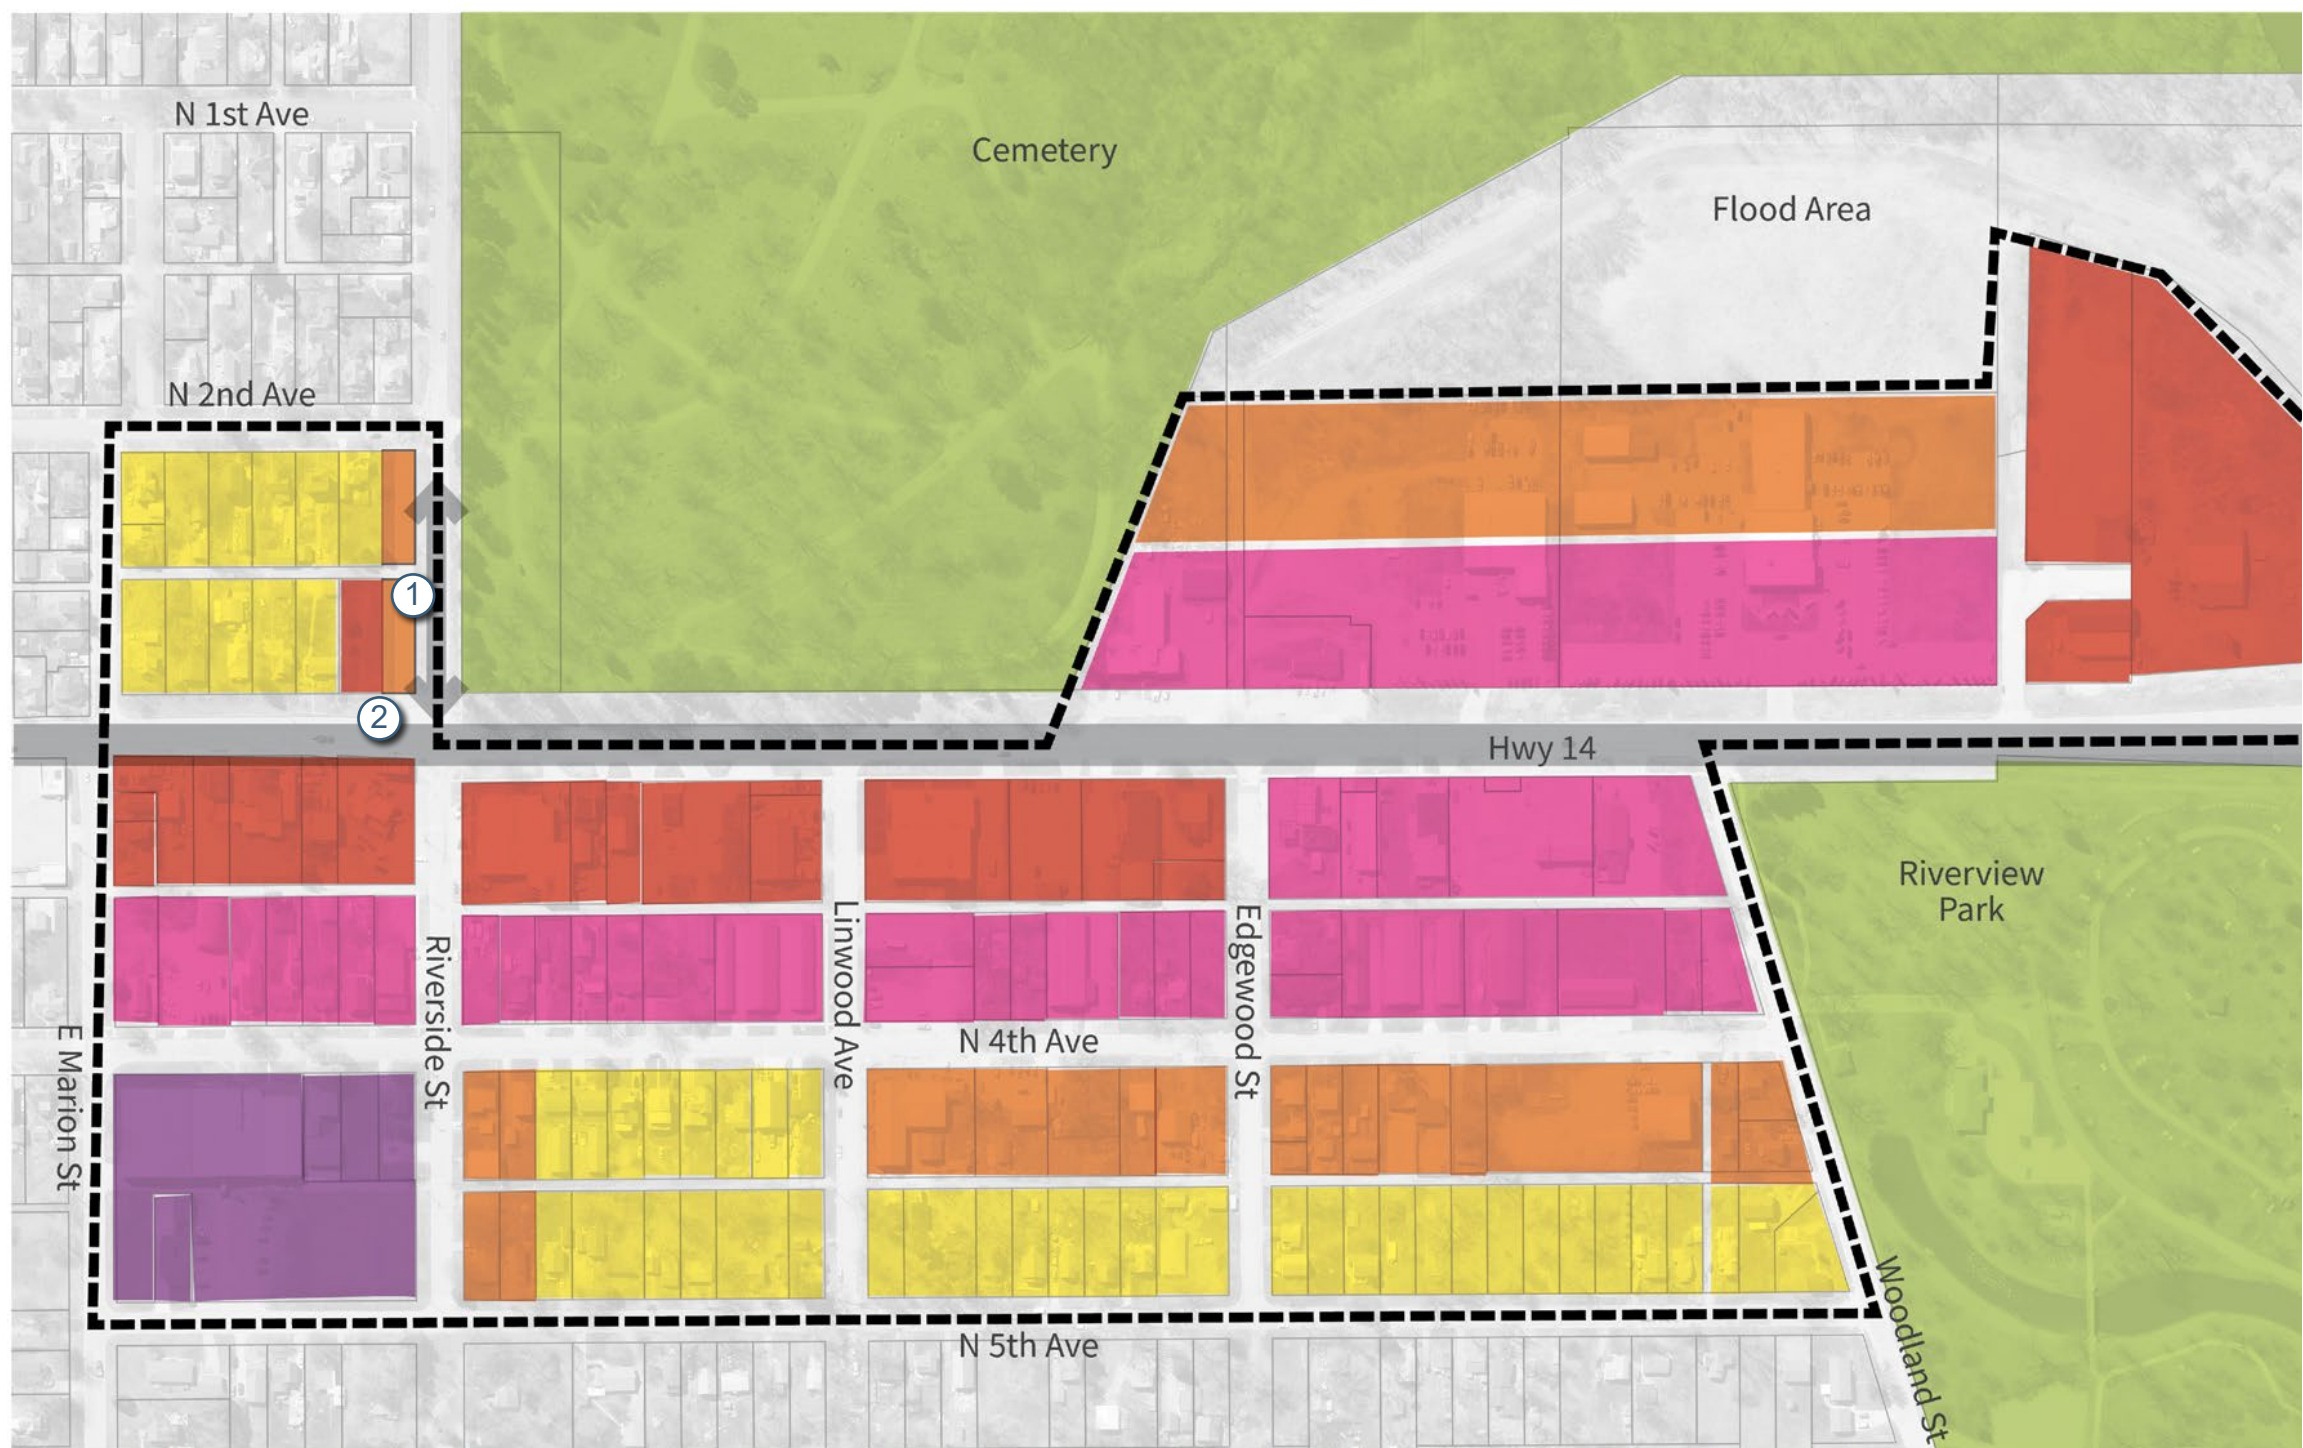 N 1st Ave
Cemetery
Flood Area
N 2nd Ave
1
2
Hwy 14
Riverview
Park
Linwood Ave
Edgewood St
Riverside St
E Marion St
N 4th Ave
Woodland St
N 5th Ave